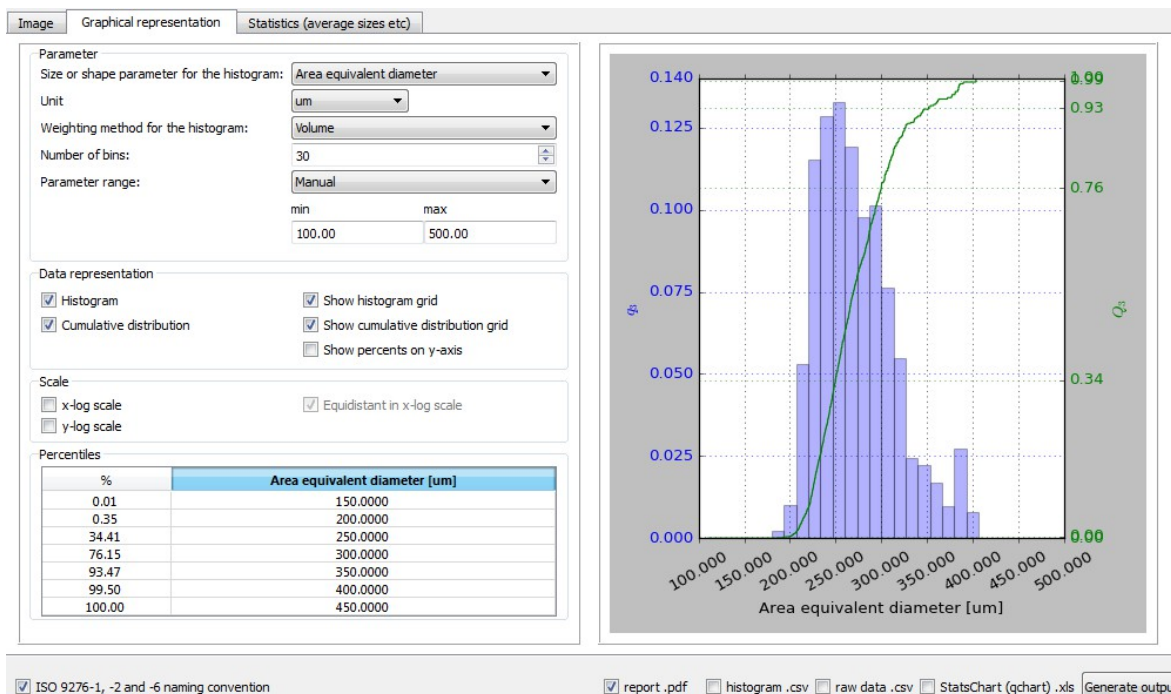 Image Graphical representation Statistics (average sizes etc)
Parameter
Size or shape parameter for the histogram: Area equivalent diameter
Unit um
Weighting method for the histogram: Volume
Number of bins: 30
Parameter range: Manual
min max
100.00 500.00
Data representation
Histogram Show histogram grid
Cumulative distribution Show cumulative distribution grid
Show percents on y-axis
Scale
x-log scale Equidistant in x-log scale
y-log scale
Percentiles
% Area equivalent diameter [um]
0.01 150.0000
0.35 200.0000
34.41 250.0000
76.15 300.0000
93.47 350.0000
99.50 400.0000
100.00 450.0000
0.140
0.125
0.100
0.075
0.050
0.025
0.000
q3
0.93
0.76
0.34
Q3
100.000 150.000 200.000 250.000 300.000 350.000 400.000 450.000 500.000
Area equivalent diameter [um]
ISO 9276-1, -2 and -6 naming convention report .pdf histogram .csv raw data .csv StatsChart (qchart) .xls Generate outpu